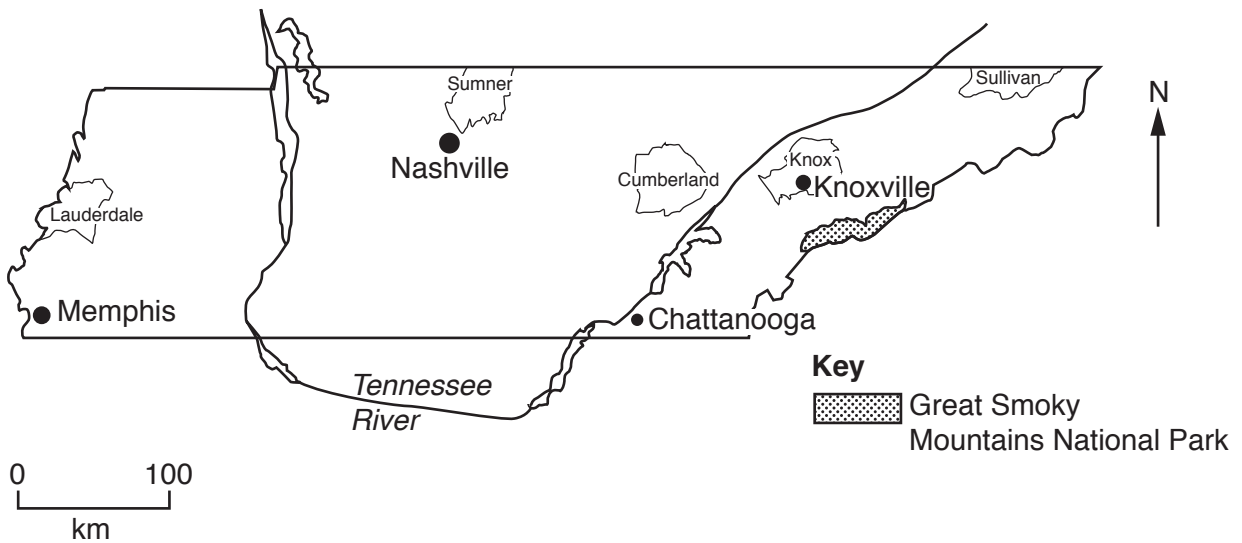 Sumner
Sullivan
N
Nashville
Knox
Cumberland
Knoxville
Lauderdale
Memphis
Chattanooga
Key
Tennessee
River
Great Smoky
Mountains National Park
0 100
km